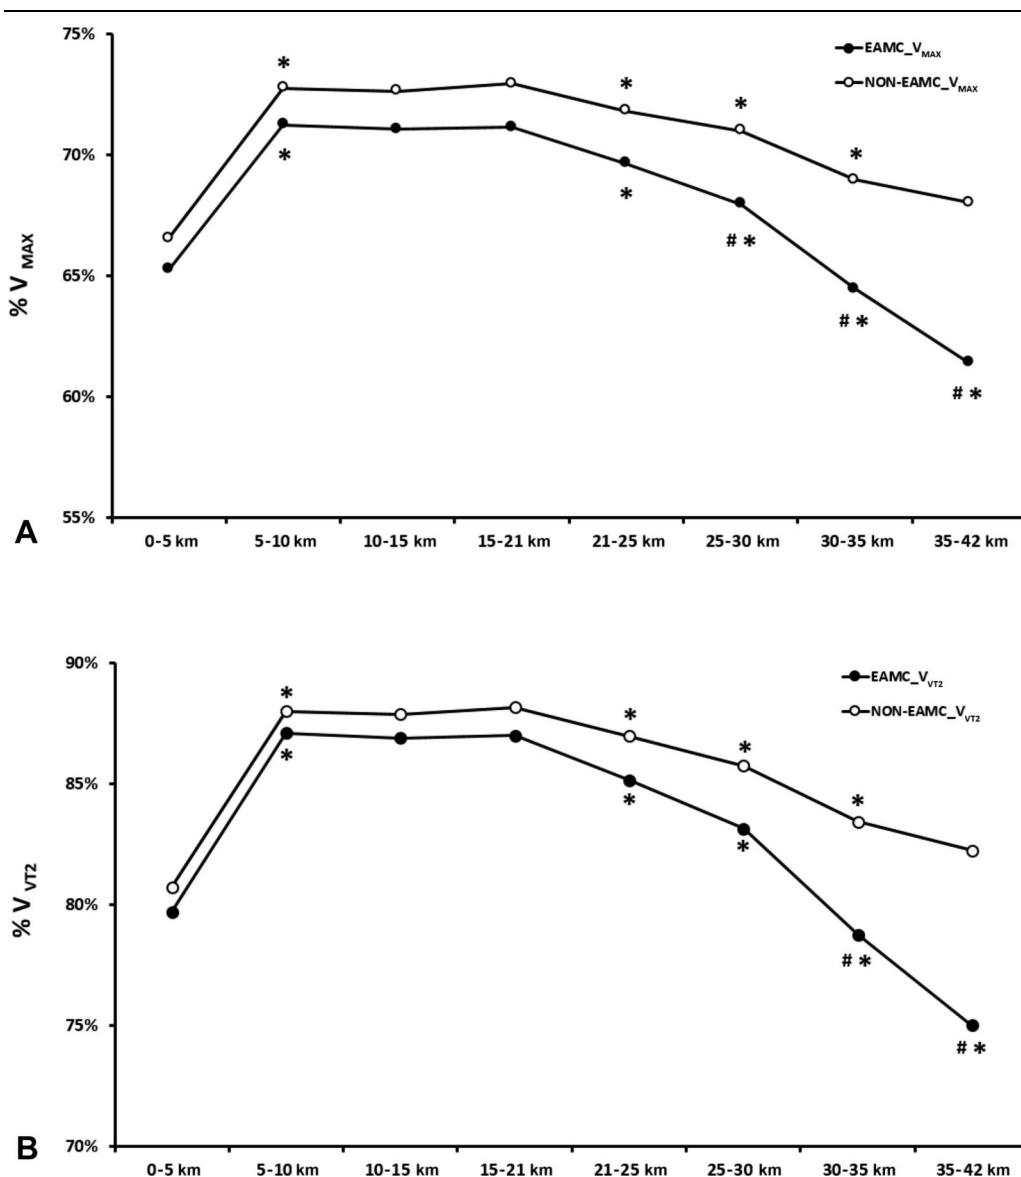 75%
EAMC_VMAX
*
NON-EAMC_VMAX
*
*
70%
*
*
*
# *
65%
% VMAX
# *
60%
# *
55%
A
0-5 km 5-10 km 10-15 km 15-21 km 21-25 km 25-30 km 30-35 km 35-42 km
90%
EAMC_VVT2
*
NON-EAMC_VVT2
*
*
*
85%
*
*
*
80%
% VVT2
# *
75%
# *
70%
B
0-5 km 5-10 km 10-15 km 15-21 km 21-25 km 25-30 km 30-35 km 35-42 km